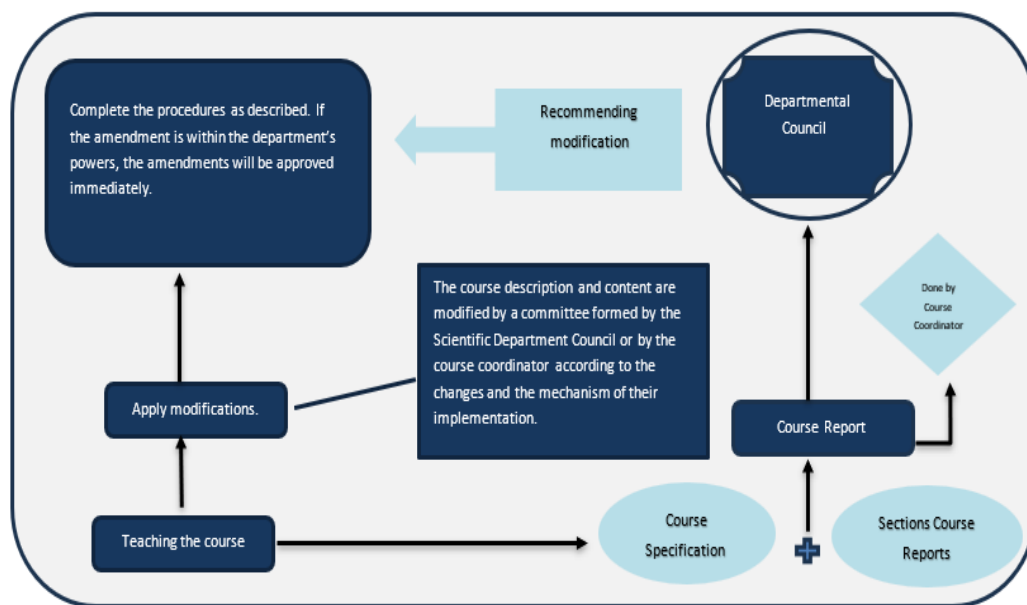 Complete the procedures as described. If
the amendment is within the department's
powers, the amendments will be approved
immediately.
Recommending
modification
Departmental
Council
The course description and content are
modified by a committee formed by the
Scientific Department Council or by the
course coordinator according to the
changes and the mechanism of their
implementation.
Done by
Course
Coordinator
Apply modifications.
Course Report
Teaching the course
Course
Specification
Sections Course
Reports